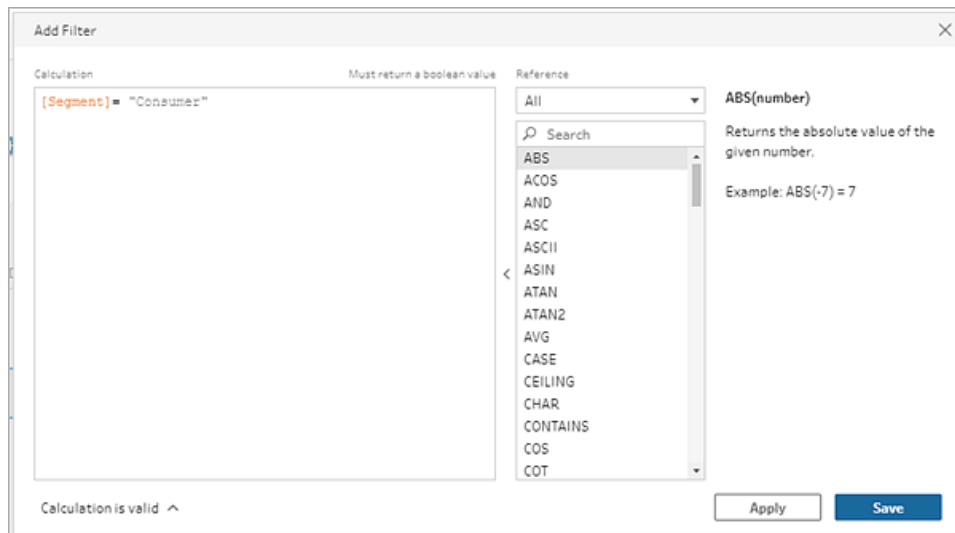 Add Filter
Calculation
Must return a boolean value
Reference
[Segment]= "Consumer"
All
Search
ABS
ACOS
AND
ASC
ASCII
ASIN
ATAN
ATAN2
AVG
CASE
CEILING
CHAR
CONTAINS
COS
COT
ABS(number)
Returns the absolute value of the
given number.
Example: ABS(-7) = 7
Calculation is valid
Apply
Save